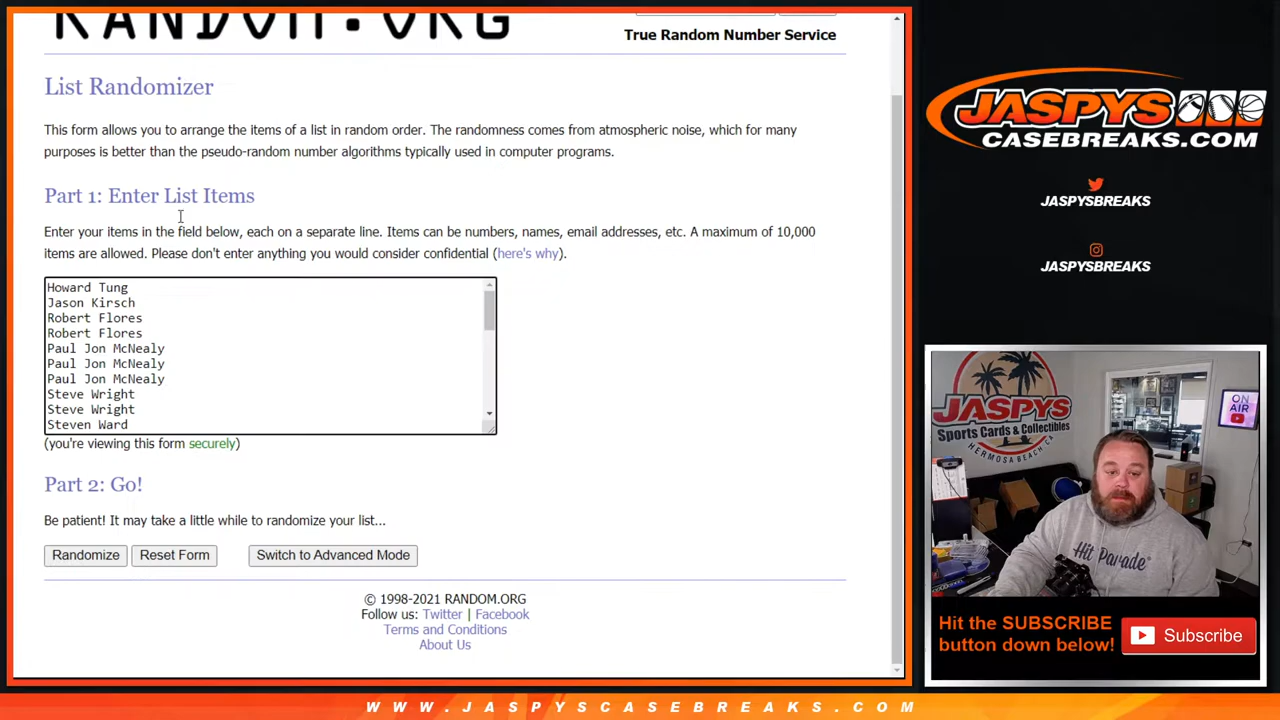 RANDOM.ORG
True Random Number Service
List Randomizer
This form allows you to arrange the items of a list in random order. The randomness comes from atmospheric noise, which for many
purposes is better than the pseudo-random number algorithms typically used in computer programs.
Part 1: Enter List Items
Enter your items in the field below, each on a separate line. Items can be numbers, names, email addresses, etc. A maximum of 10,000
items are allowed. Please don't enter anything you would consider confidential (here's why).
Howard Tung
Jason Kirsch
Robert Flores
Robert Flores
Paul Jon McNealy
Paul Jon McNealy
Paul Jon McNealy
Steve Wright
Steve Wright
Steven Ward
(you're viewing this form securely)
Part 2: Go!
Be patient! It may take a little while to randomize your list...
Randomize Reset Form Switch to Advanced Mode
© 1998-2021 RANDOM.ORG
Follow us: Twitter | Facebook
Terms and Conditions
About Us
JASPYS
CASEBREAKS.COM
JASPYSBREAKS
JASPYSBREAKS
JASPYS
Sports Cards & Collectibles
HERMOSA BEACH CA
ON
AIR
Hit Parade
Hit the SUBSCRIBE
button down below!
Subscribe
WWW.JASPYSCASEBREAKS.COM